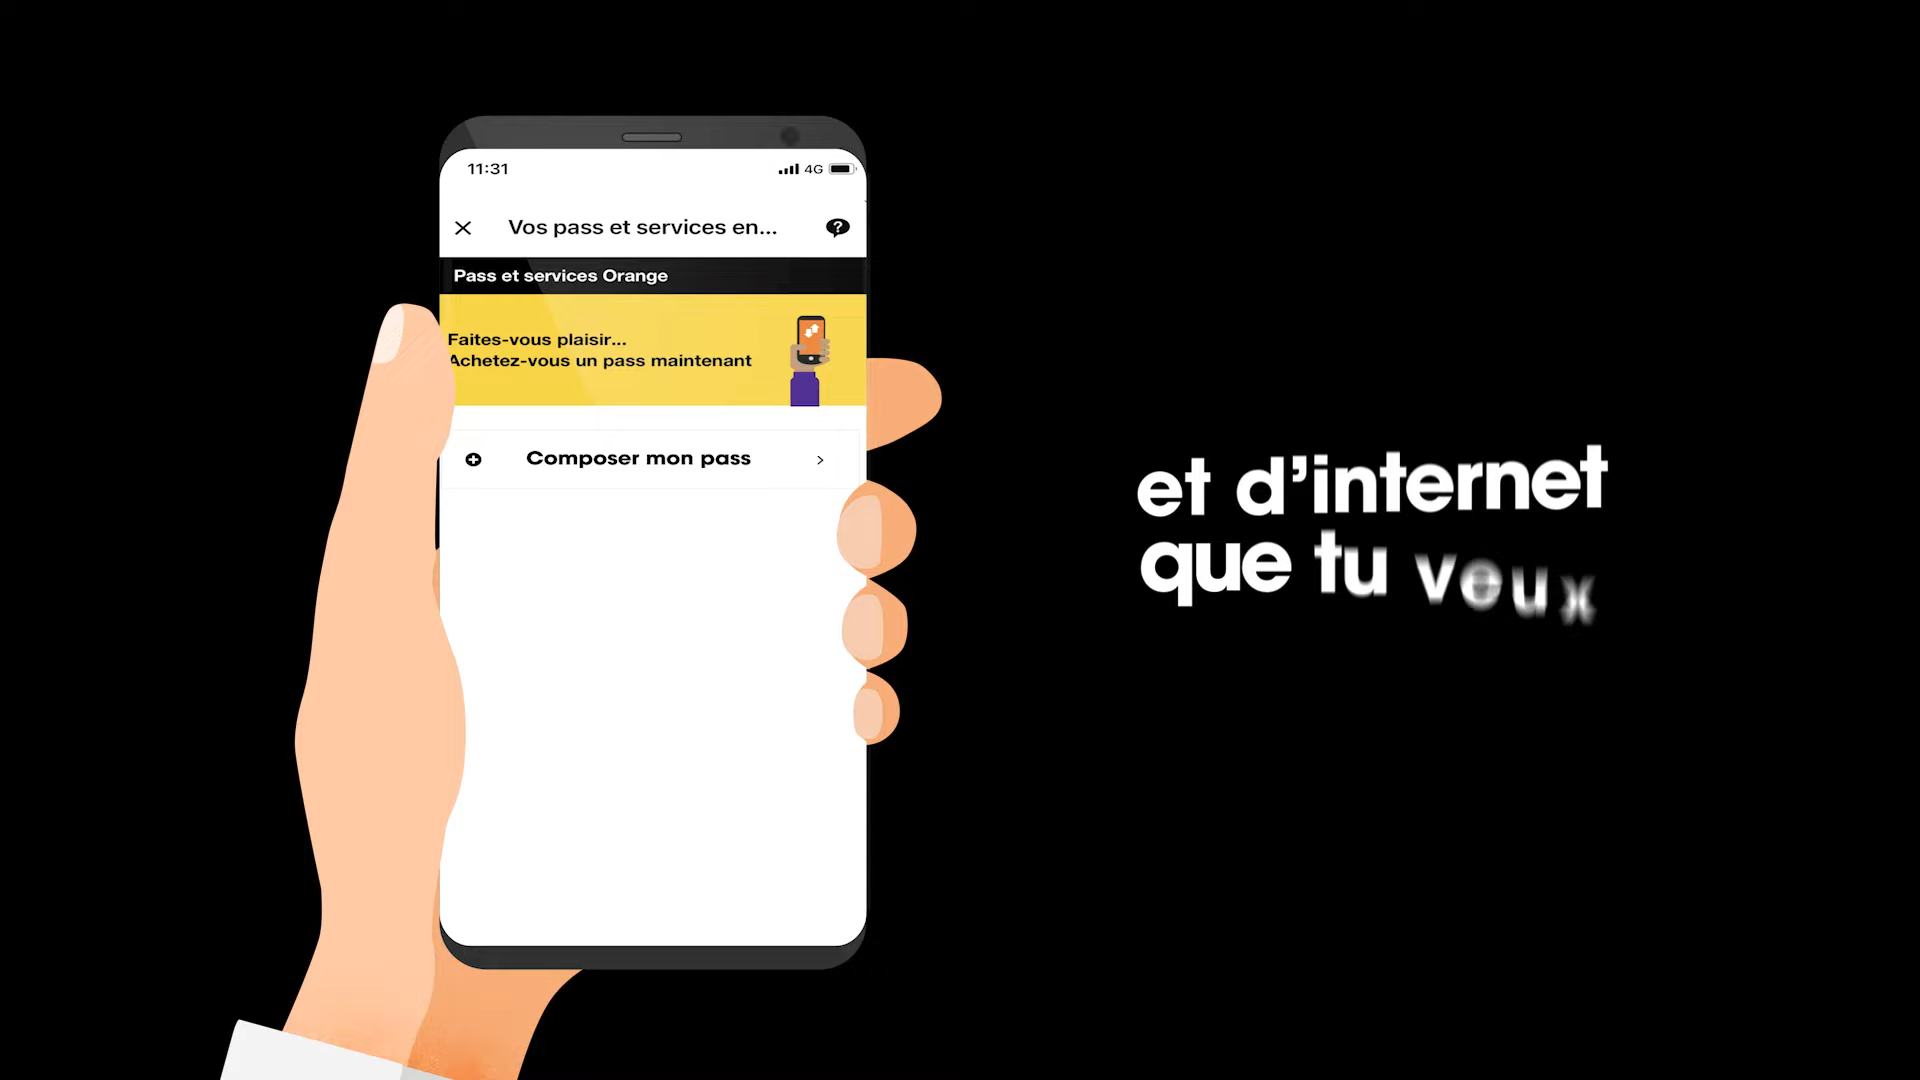 11:31
4G
Vos pass et services en...
?
Pass et services Orange
Faites-vous plaisir...
Achetez-vous un pass maintenant
Composer mon pass
et d’internet
que tu veux